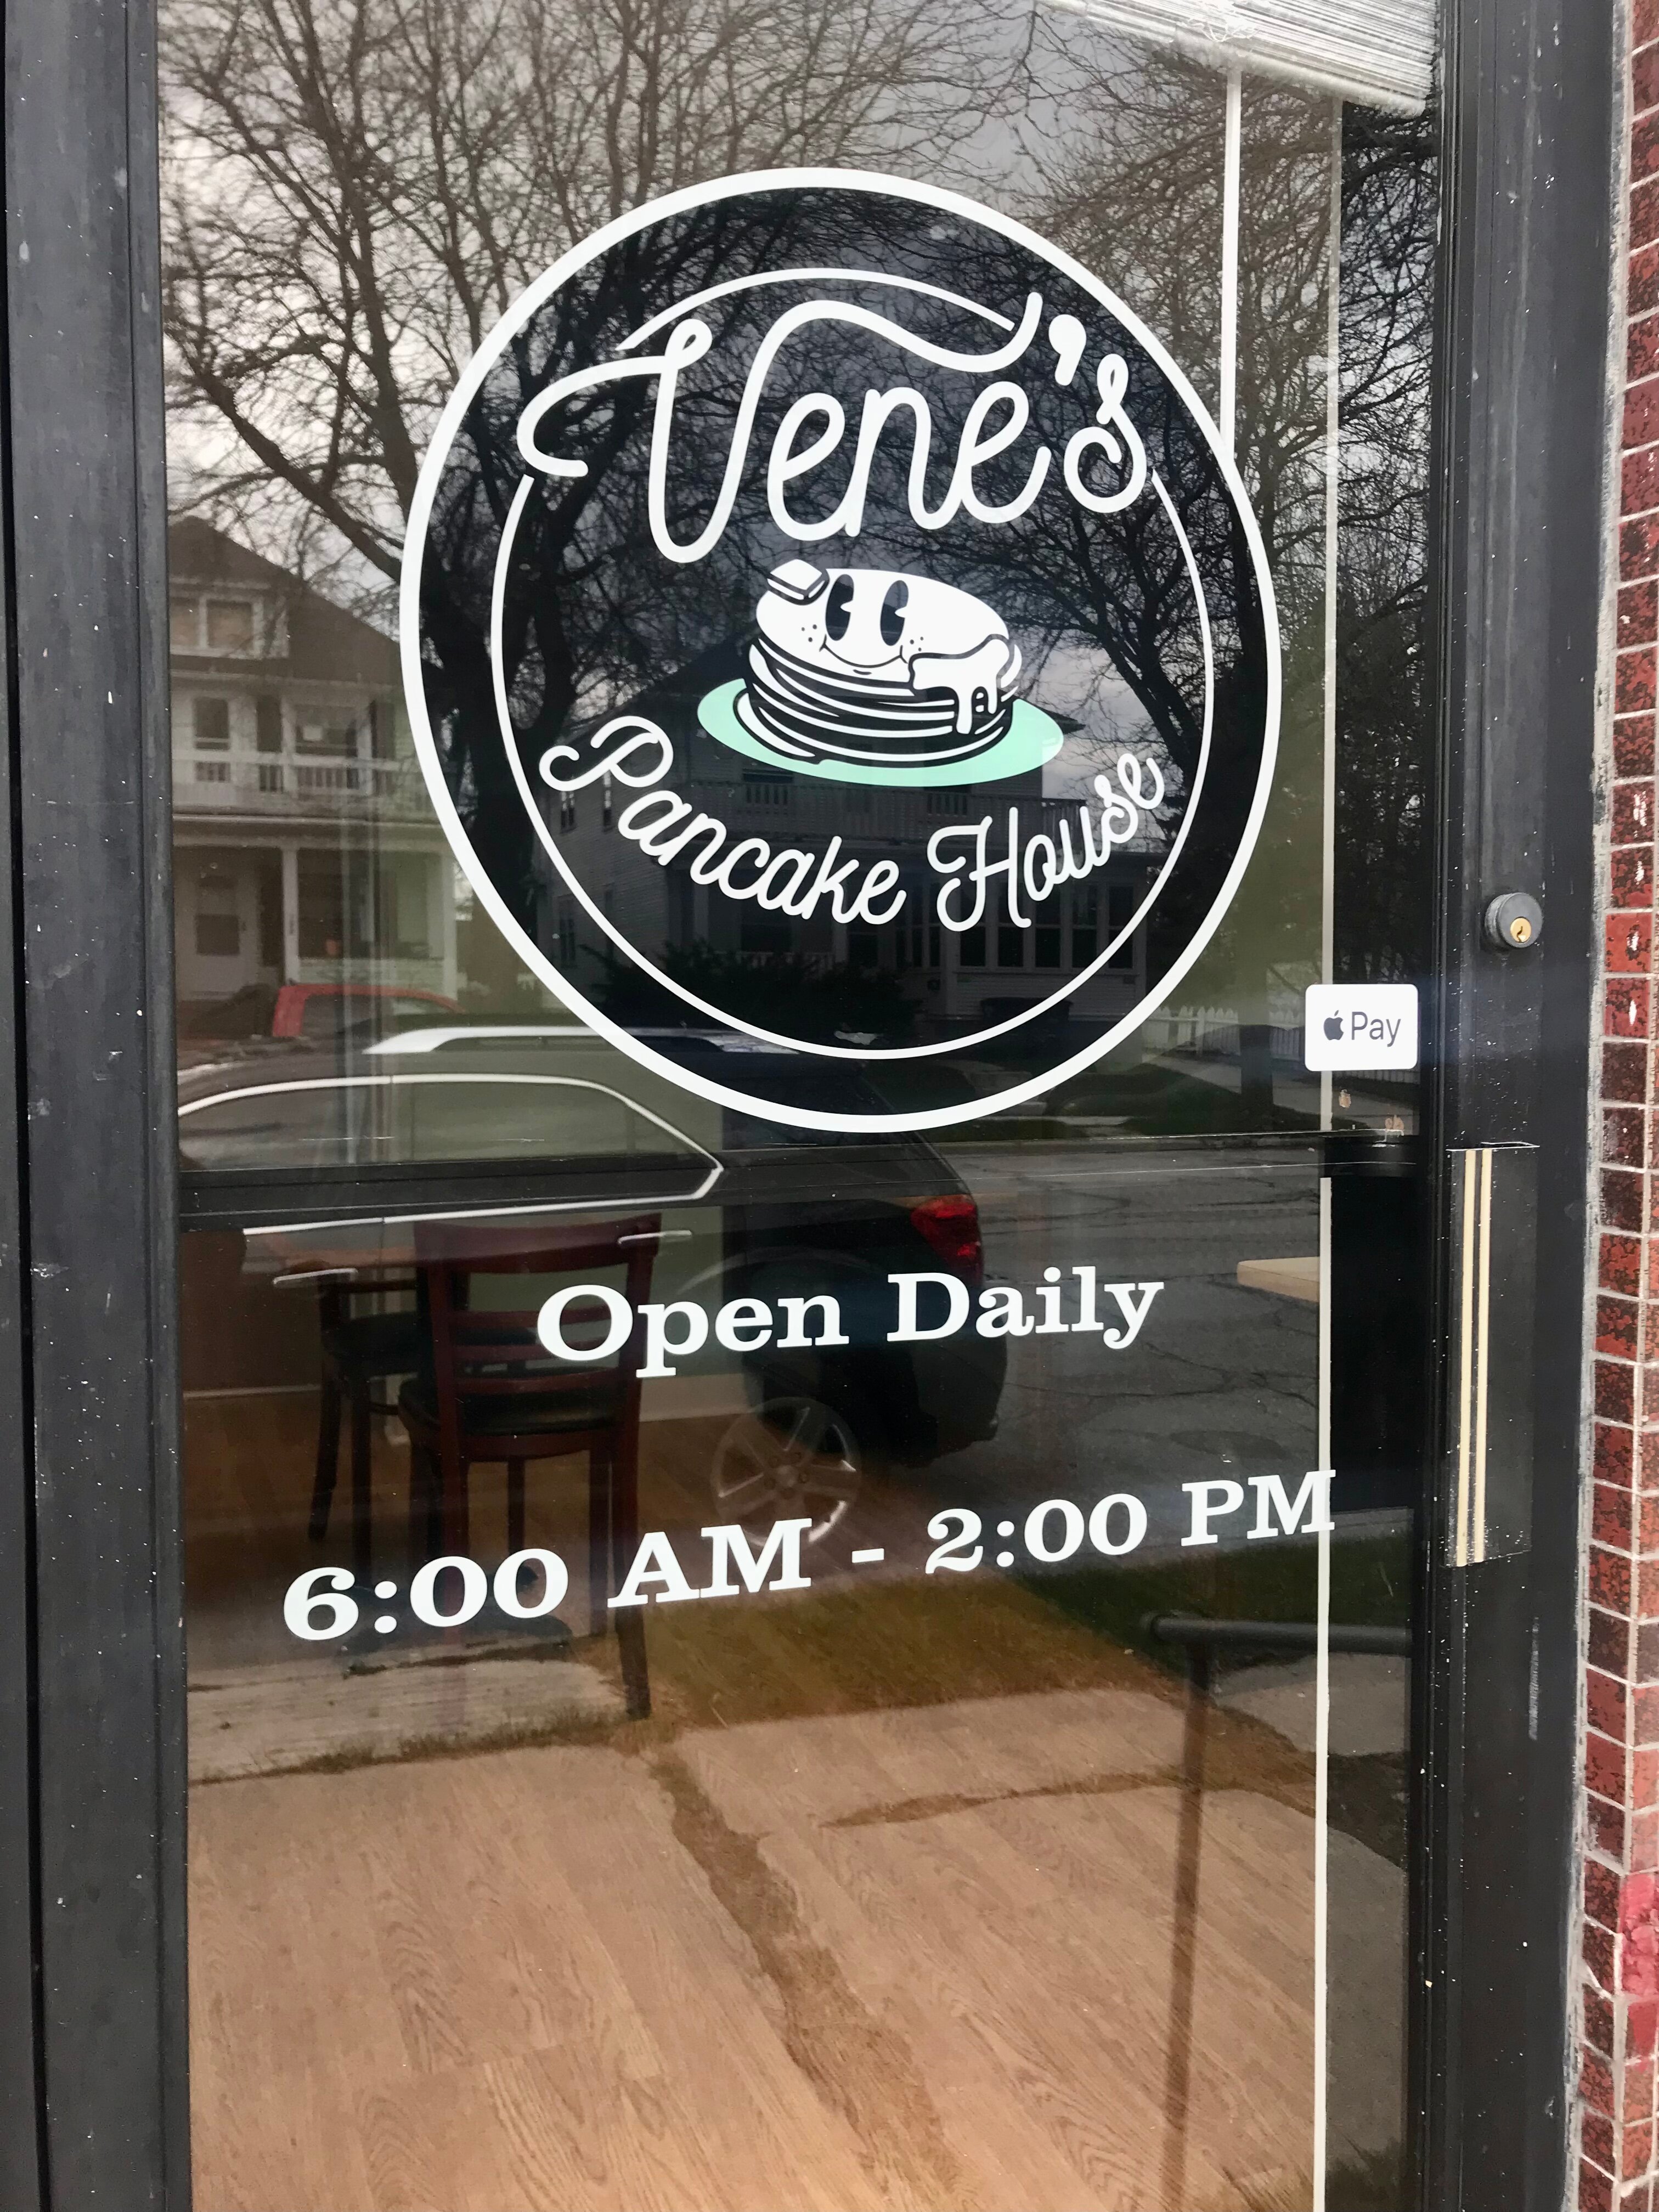 Vene's
Pancake House
Pay
Open Daily
6:00 AM - 2:00 PM